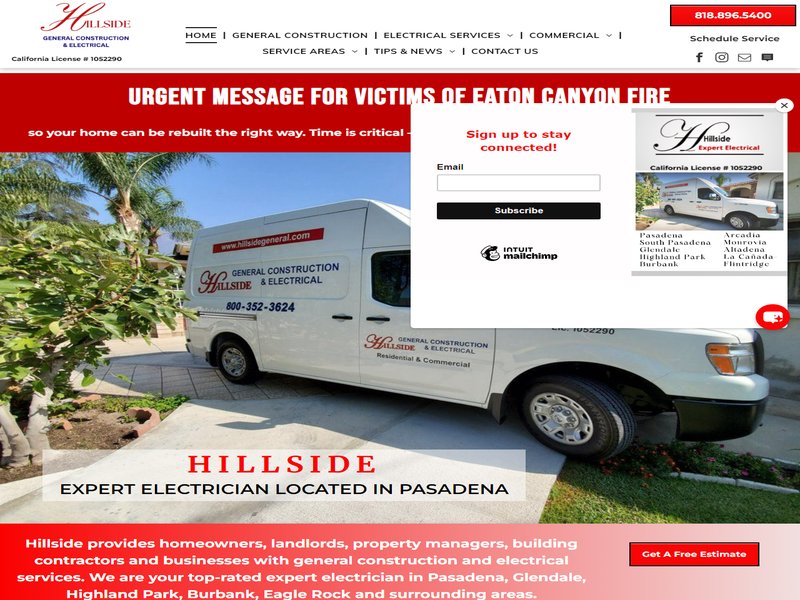 HILLSIDE
GENERAL CONSTRUCTION
& ELECTRICAL
California License # 1052290
HOME | GENERAL CONSTRUCTION | ELECTRICAL SERVICES | COMMERCIAL |
SERVICE AREAS | TIPS & NEWS | CONTACT US
818.896.5400
Schedule Service
URGENT MESSAGE FOR VICTIMS OF EATON CANYON FIRE
so your home can be rebuilt the right way. Time is critical -
Sign up to stay
connected!
Email
Subscribe
INTUIT
mailchimp
Hillside
Expert Electrical
California License # 1052290
Pasadena
South Pasadena
Glendale
Highland Park
Burbank
Arcadia
Monrovia
Altadena
La Cañada
Flintridge
www.hillsidegeneral.com
HILLSIDE
GENERAL CONSTRUCTION
& ELECTRICAL
800-352-3624
HILLSIDE
GENERAL CONSTRUCTION
& ELECTRICAL
Residential & Commercial
Lic. 1052290
HILLSIDE
EXPERT ELECTRICIAN LOCATED IN PASADENA
Hillside provides homeowners, landlords, property managers, building
contractors and businesses with general construction and electrical
services. We are your top-rated expert electrician in Pasadena, Glendale,
Highland Park, Burbank, Eagle Rock and surrounding areas.
Get A Free Estimate